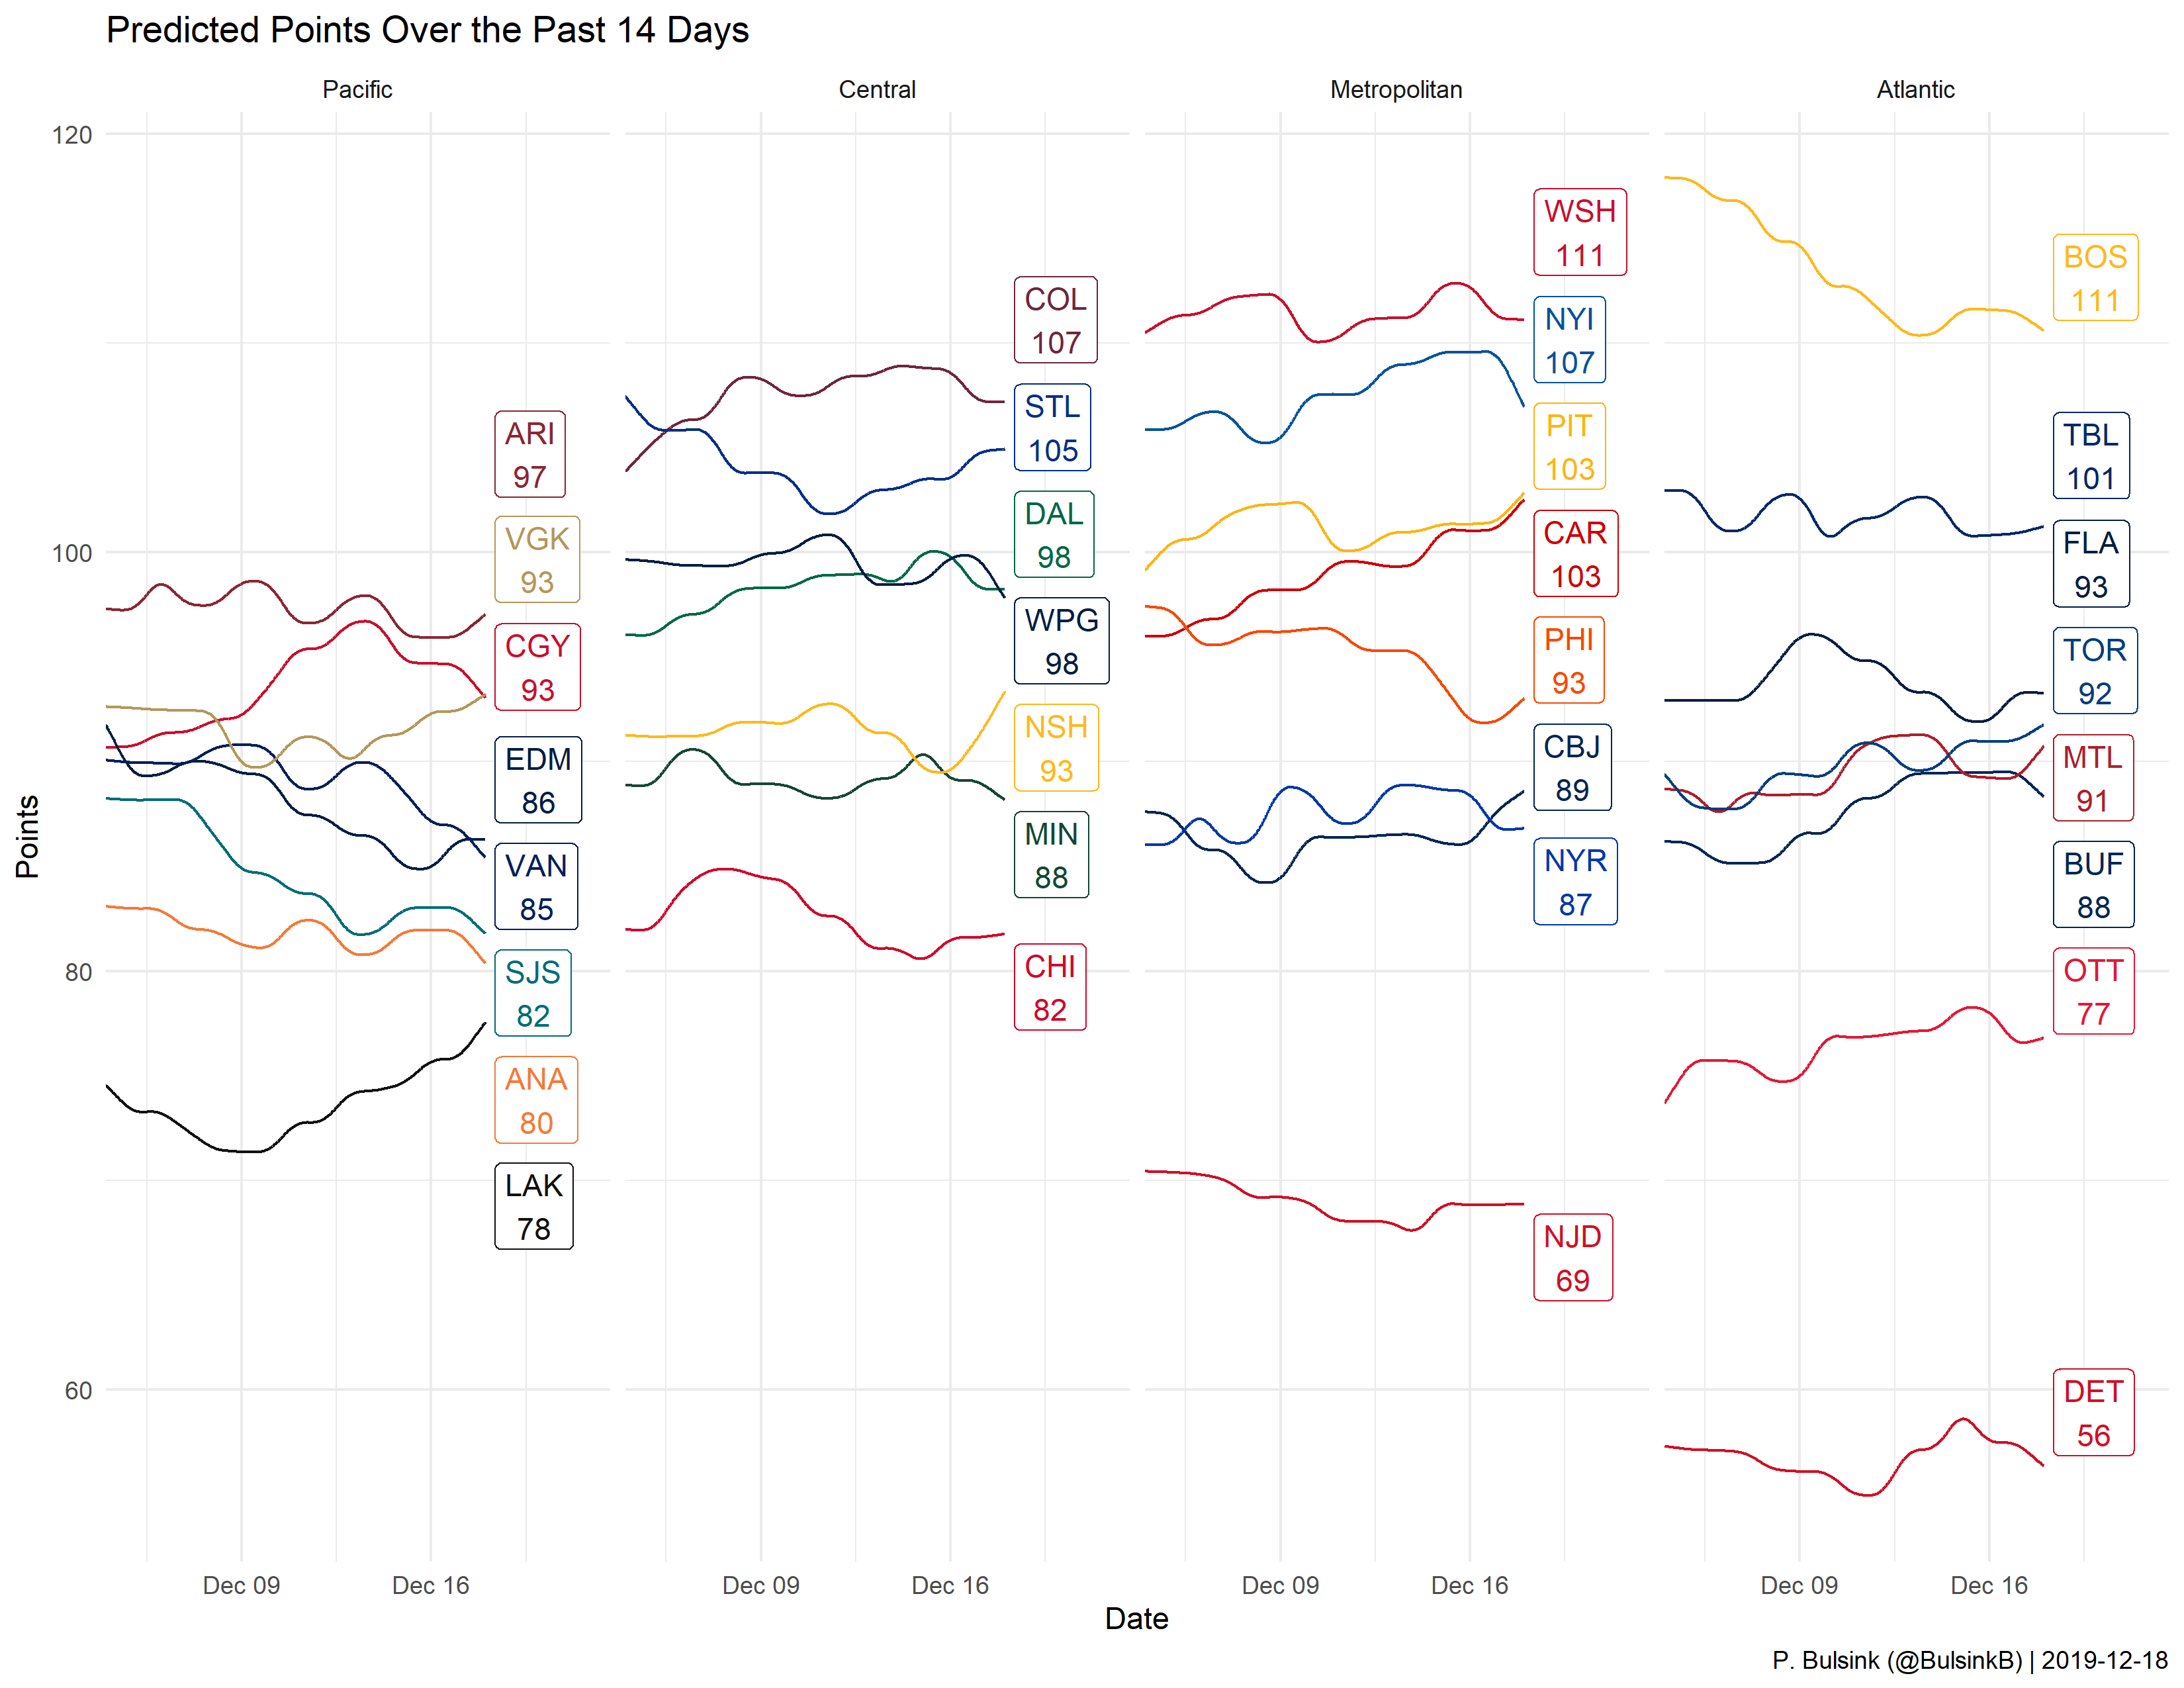 Predicted Points Over the Past 14 Days
Pacific
Central
Metropolitan
Atlantic
Points
120
100
80
60
ARI
97
VGK
93
CGY
93
EDM
86
VAN
85
SJS
82
ANA
80
LAK
78
COL
107
STL
105
DAL
98
WPG
98
NSH
93
MIN
88
CHI
82
WSH
111
NYI
107
PIT
103
CAR
103
PHI
93
CBJ
89
NYR
87
NJD
69
BOS
111
TBL
101
FLA
93
TOR
92
MTL
91
BUF
88
OTT
77
DET
56
Dec 09
Dec 16
Dec 09
Dec 16
Dec 09
Dec 16
Dec 09
Dec 16
Date
P. Bulsink (@BulsinkB) | 2019-12-18